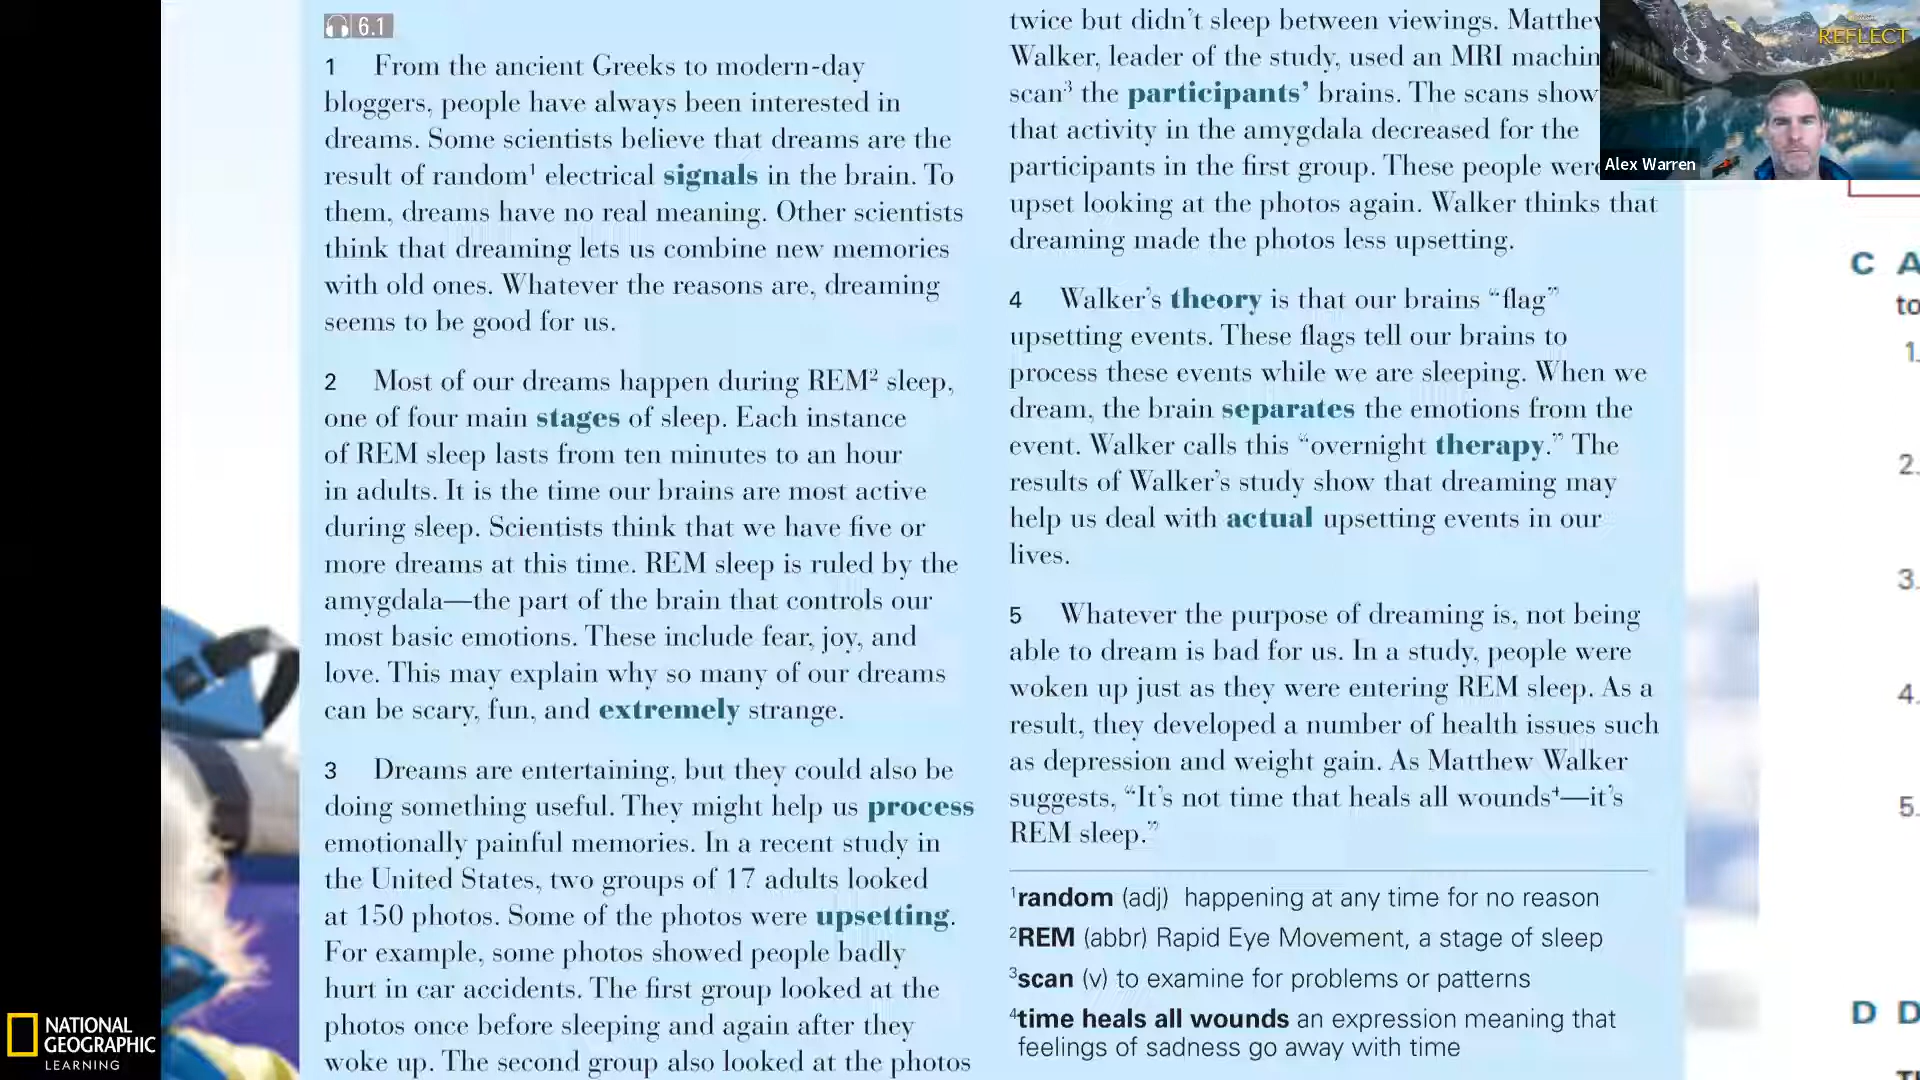 6.1
1 From the ancient Greeks to modern-day
bloggers, people have always been interested in
dreams. Some scientists believe that dreams are the
result of random¹ electrical signals in the brain. To
them, dreams have no real meaning. Other scientists
think that dreaming lets us combine new memories
with old ones. Whatever the reasons are, dreaming
seems to be good for us.
2 Most of our dreams happen during REM² sleep,
one of four main stages of sleep. Each instance
of REM sleep lasts from ten minutes to an hour
in adults. It is the time our brains are most active
during sleep. Scientists think that we have five or
more dreams at this time. REM sleep is ruled by the
amygdala—the part of the brain that controls our
most basic emotions. These include fear, joy, and
love. This may explain why so many of our dreams
can be scary, fun, and extremely strange.
3 Dreams are entertaining, but they could also be
doing something useful. They might help us process
emotionally painful memories. In a recent study in
the United States, two groups of 17 adults looked
at 150 photos. Some of the photos were upsetting.
For example, some photos showed people badly
hurt in car accidents. The first group looked at the
photos once before sleeping and again after they
woke up. The second group also looked at the photos
twice but didn't sleep between viewings. Matthew
Walker, leader of the study, used an MRI machin
scan³ the participants' brains. The scans show
that activity in the amygdala decreased for the
participants in the first group. These people were
upset looking at the photos again. Walker thinks that
dreaming made the photos less upsetting.
4 Walker's theory is that our brains “flag”
upsetting events. These flags tell our brains to
process these events while we are sleeping. When we
dream, the brain separates the emotions from the
event. Walker calls this “overnight therapy.” The
results of Walker's study show that dreaming may
help us deal with actual upsetting events in our
lives.
5 Whatever the purpose of dreaming is, not being
able to dream is bad for us. In a study, people were
woken up just as they were entering REM sleep. As a
result, they developed a number of health issues such
as depression and weight gain. As Matthew Walker
suggests, “It's not time that heals all wounds⁴—it's
REM sleep.”
¹random (adj) happening at any time for no reason
²REM (abbr) Rapid Eye Movement, a stage of sleep
³scan (v) to examine for problems or patterns
⁴time heals all wounds an expression meaning that
feelings of sadness go away with time
REFLECT
Alex Warren
C A
to
1.
2.
3.
4.
5.
D D
NATIONAL
GEOGRAPHIC
LEARNING